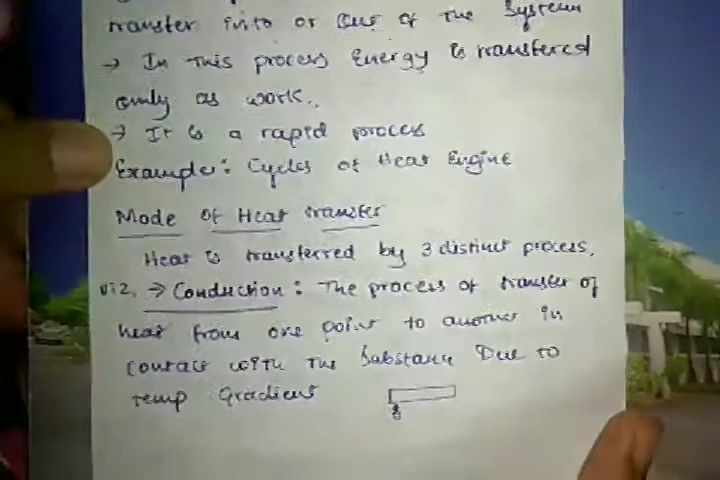 transfer into or out of the System
→ In this process Energy is transfered
only as work.
→ It is a rapid process
Example: Cycles of Heat Engine
Mode of Heat transfer
Heat is transferred by 3 distinct process.
viz, → Conduction: The process of transfer of
heat from one point to another in
contact with the Substance Due to
temp Gradient